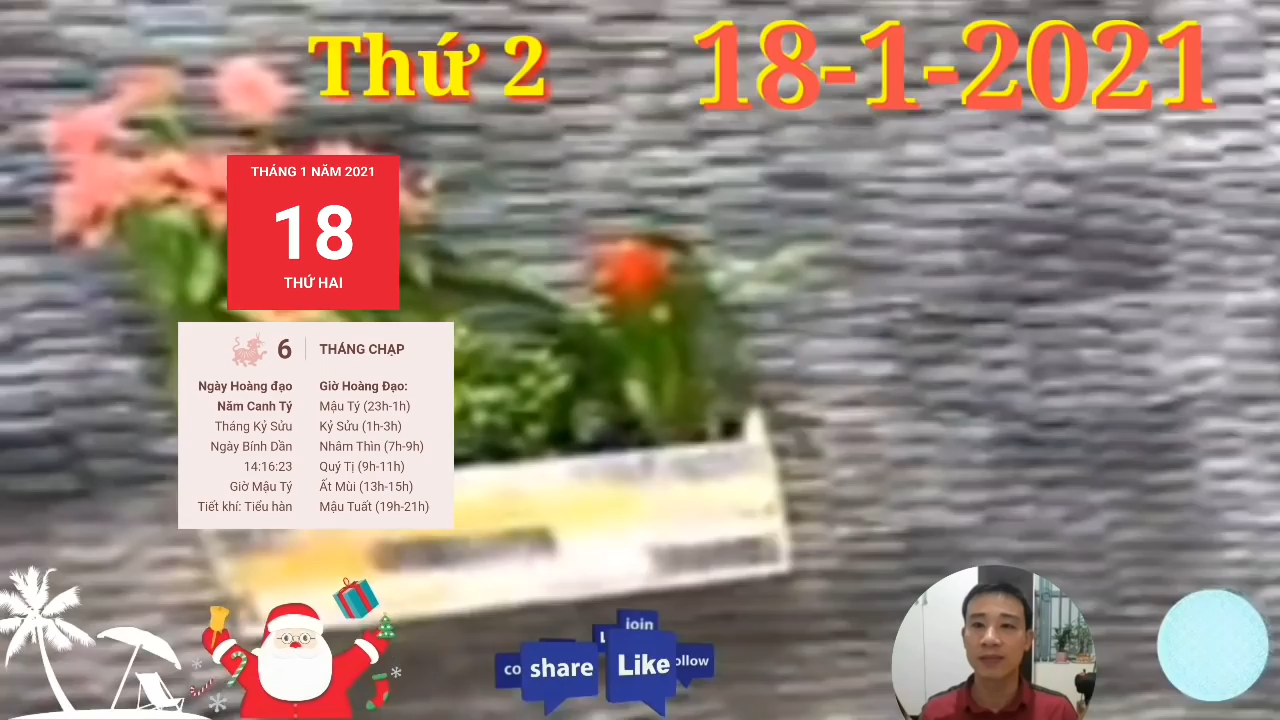 Thứ 2
18-1-2021
THÁNG 1 NĂM 2021
18
THỨ HAI
6
THÁNG CHẠP
Ngày Hoàng đạo
Năm Canh Tý
Tháng Kỷ Sửu
Ngày Bính Dần
14:16:23
Giờ Mậu Tý
Tiết khí: Tiểu hàn
Giờ Hoàng Đạo:
Mậu Tý (23h-1h)
Kỷ Sửu (1h-3h)
Nhâm Thìn (7h-9h)
Quý Tị (9h-11h)
Ất Mùi (13h-15h)
Mậu Tuất (19h-21h)
join
share
Like
ollow